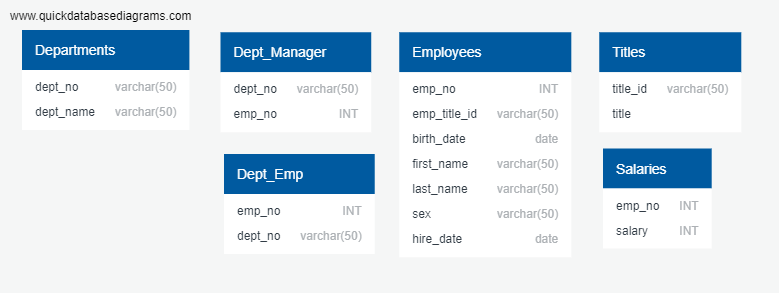 www.quickdatabasediagrams.com
Departments
dept_no varchar(50)
dept_name varchar(50)
Dept_Manager
dept_no varchar(50)
emp_no INT
Dept_Emp
emp_no INT
dept_no varchar(50)
Employees
emp_no INT
emp_title_id varchar(50)
birth_date date
first_name varchar(50)
last_name varchar(50)
sex varchar(50)
hire_date date
Titles
title_id varchar(50)
title
Salaries
emp_no INT
salary INT